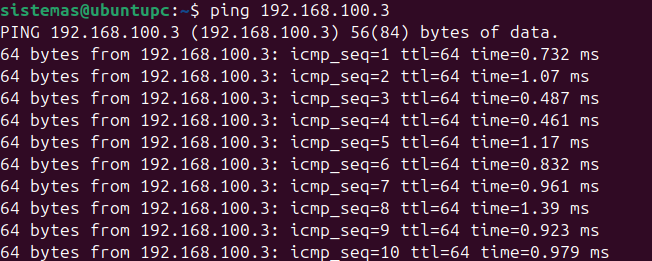 sistemas@ubuntupc:~$ ping 192.168.100.3
PING 192.168.100.3 (192.168.100.3) 56(84) bytes of data.
64 bytes from 192.168.100.3: icmp_seq=1 ttl=64 time=0.732 ms
64 bytes from 192.168.100.3: icmp_seq=2 ttl=64 time=1.07 ms
64 bytes from 192.168.100.3: icmp_seq=3 ttl=64 time=0.487 ms
64 bytes from 192.168.100.3: icmp_seq=4 ttl=64 time=0.461 ms
64 bytes from 192.168.100.3: icmp_seq=5 ttl=64 time=1.17 ms
64 bytes from 192.168.100.3: icmp_seq=6 ttl=64 time=0.832 ms
64 bytes from 192.168.100.3: icmp_seq=7 ttl=64 time=0.961 ms
64 bytes from 192.168.100.3: icmp_seq=8 ttl=64 time=1.39 ms
64 bytes from 192.168.100.3: icmp_seq=9 ttl=64 time=0.923 ms
64 bytes from 192.168.100.3: icmp_seq=10 ttl=64 time=0.979 ms